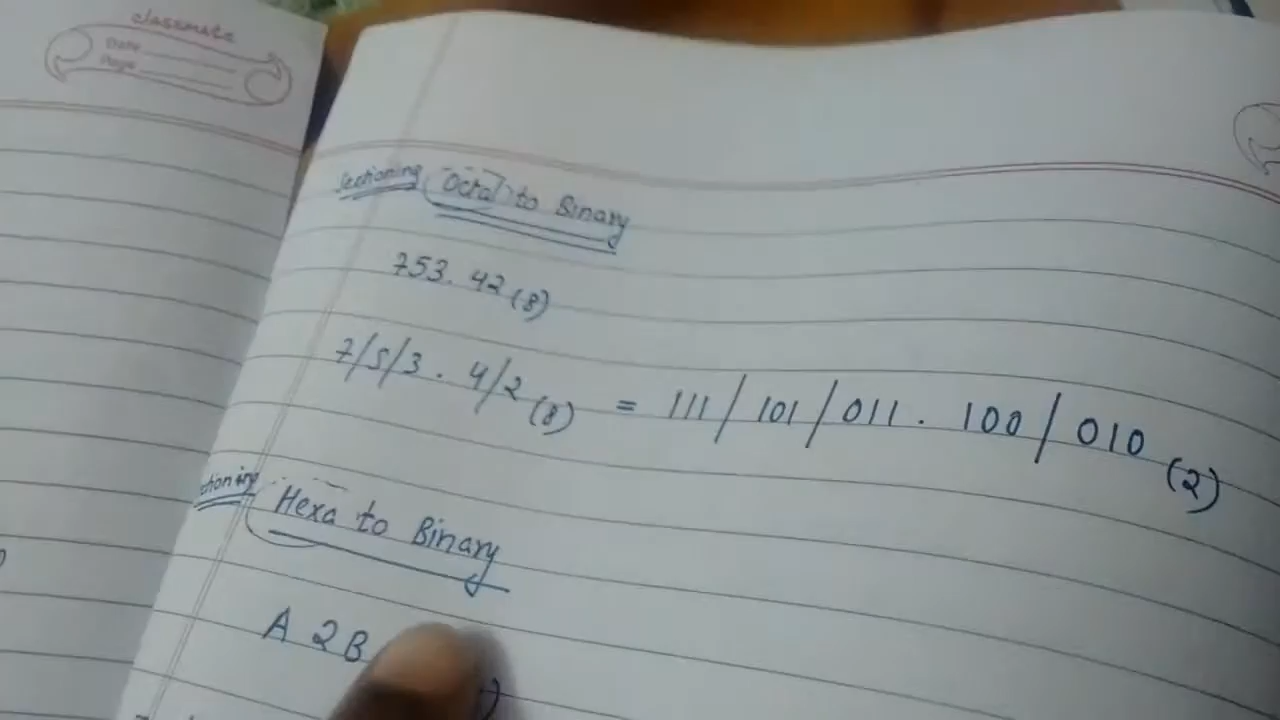 classmate
Date
Page
Sectioning Octal to Binary
753.42(8)
7/5/3.4/2(8) = 111/101/011.100/010(2)
ctioning Hexa to Binary
A2B